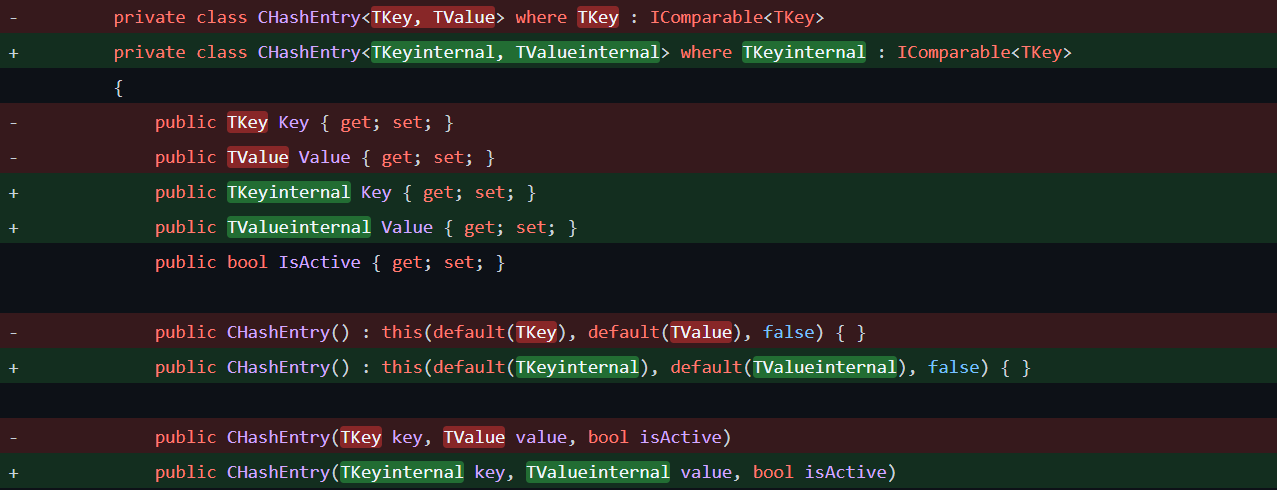 -        private class CHashEntry<TKey, TValue> where TKey : IComparable<TKey>
+        private class CHashEntry<TKeyinternal, TValueinternal> where TKeyinternal : IComparable<TKey>
         {
-            public TKey Key { get; set; }
-            public TValue Value { get; set; }
+            public TKeyinternal Key { get; set; }
+            public TValueinternal Value { get; set; }
             public bool IsActive { get; set; }
-            public CHashEntry() : this(default(TKey), default(TValue), false) { }
+            public CHashEntry() : this(default(TKeyinternal), default(TValueinternal), false) { }
-            public CHashEntry(TKey key, TValue value, bool isActive)
+            public CHashEntry(TKeyinternal key, TValueinternal value, bool isActive)